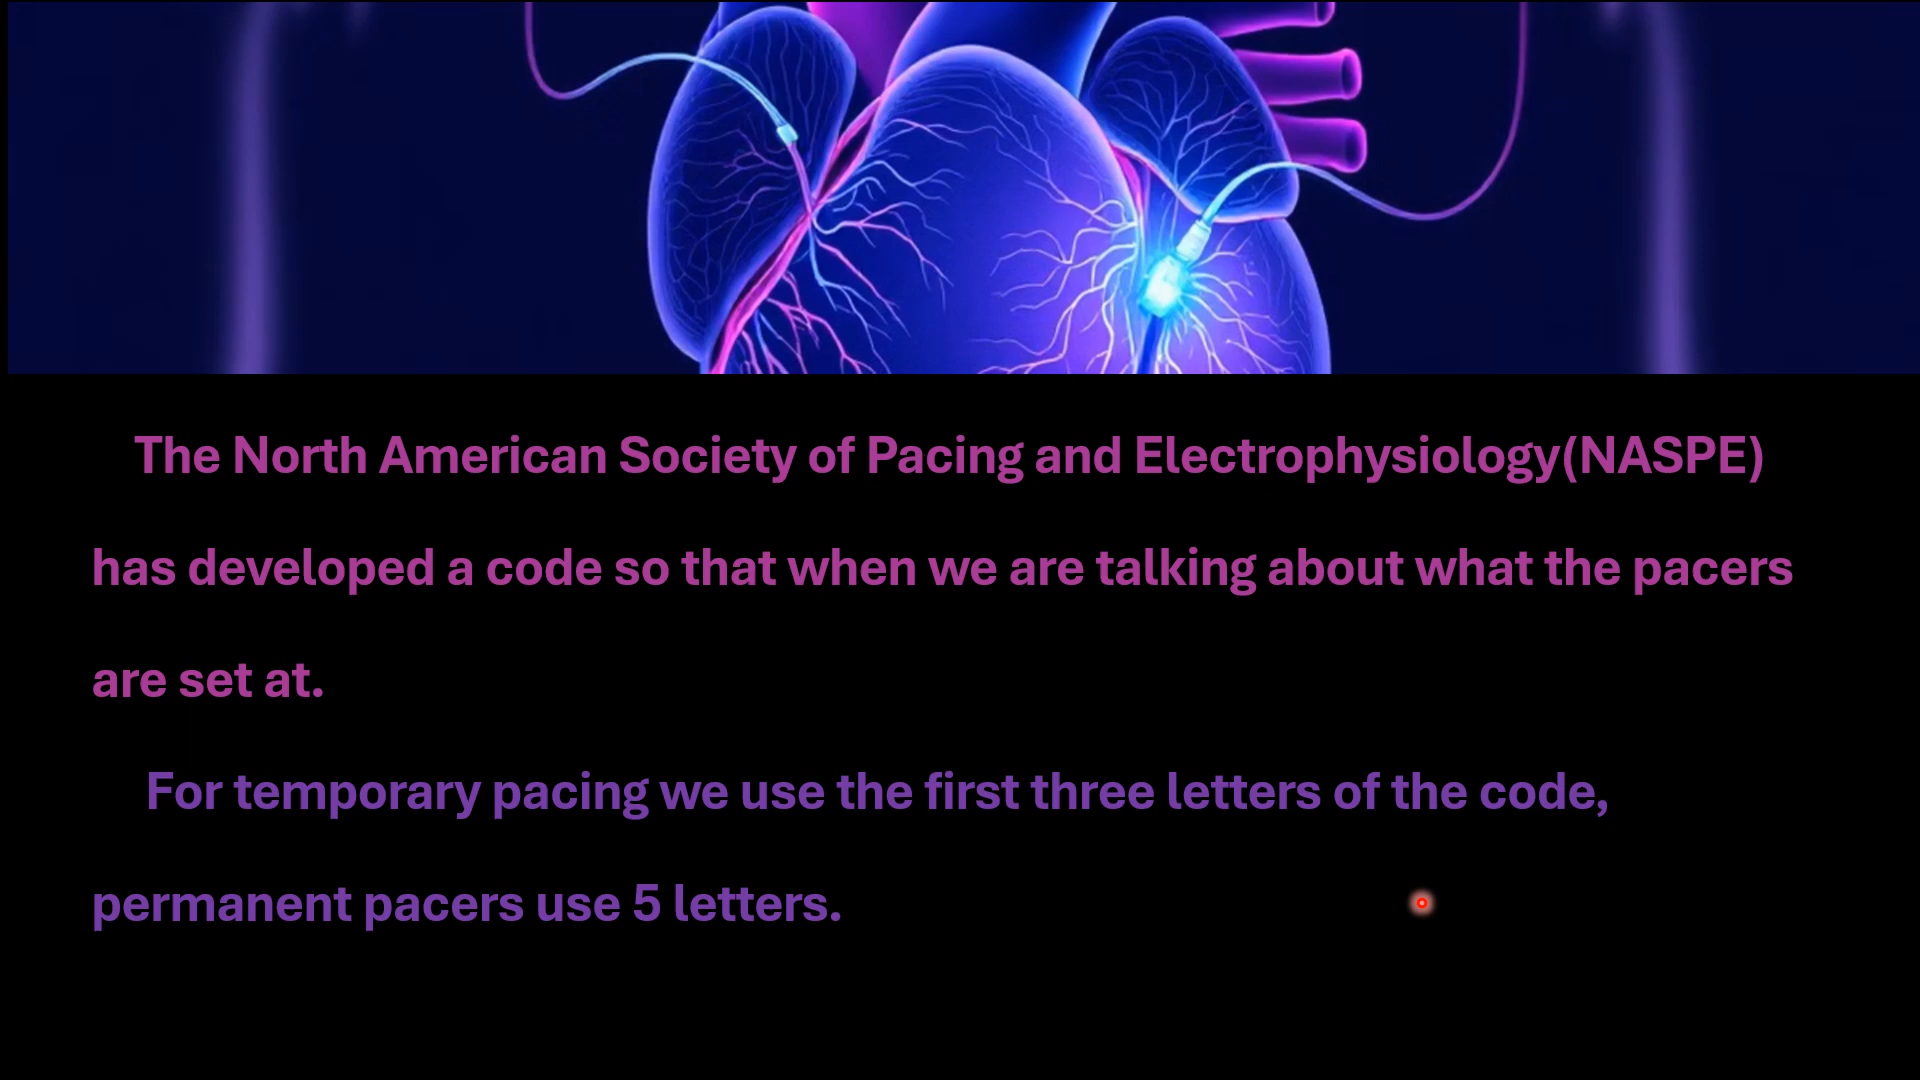 The North American Society of Pacing and Electrophysiology(NASPE)
has developed a code so that when we are talking about what the pacers
are set at.
For temporary pacing we use the first three letters of the code,
permanent pacers use 5 letters.